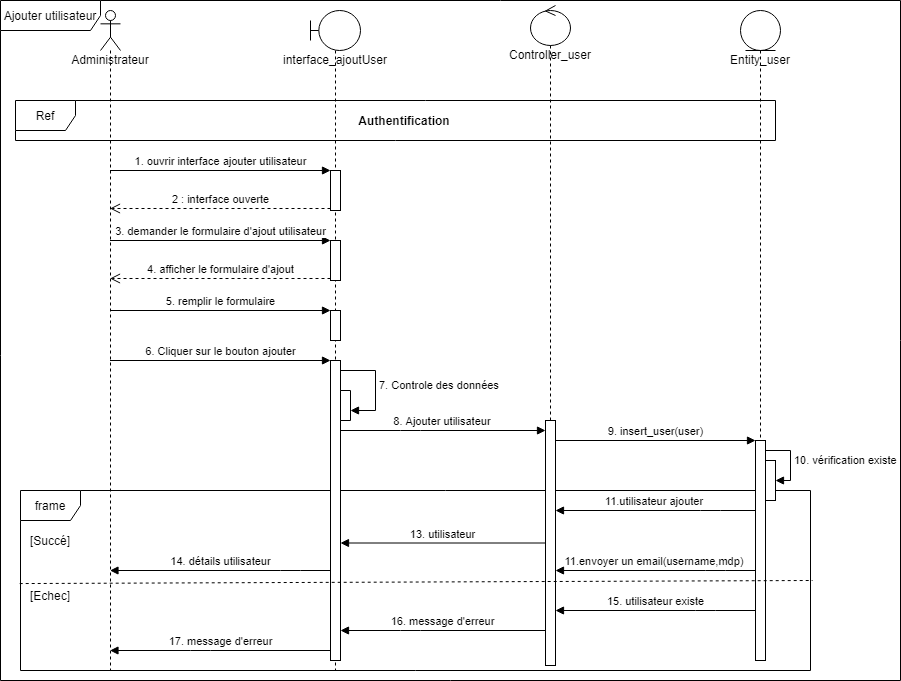 Ajouter utilisateur
Administrateur
interface_ajoutUser
Controller_user
Entity_user
Ref
Authentification
1. ouvrir interface ajouter utilisateur
2 : interface ouverte
3. demander le formulaire d'ajout utilisateur
4. afficher le formulaire d'ajout
5. remplir le formulaire
6. Cliquer sur le bouton ajouter
7. Controle des données
8. Ajouter utilisateur
9. insert_user(user)
10. vérification existe
frame
11.utilisateur ajouter
[Succé]
13. utilisateur
14. détails utilisateur
11.envoyer un email(username,mdp)
[Echec]
15. utilisateur existe
16. message d'erreur
17. message d'erreur